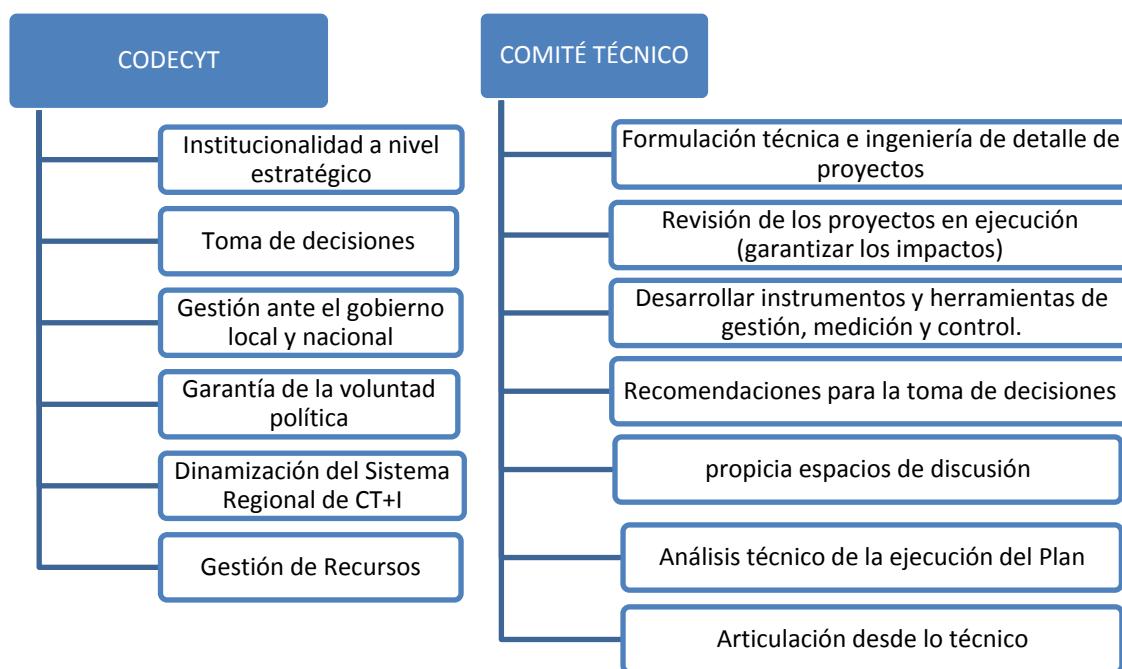 CODECYT
Institucionalidad a nivel
estratégico
Toma de decisiones
Gestión ante el gobierno
local y nacional
Garantía de la voluntad
política
Dinamización del Sistema
Regional de CT+I
Gestión de Recursos
COMITÉ TÉCNICO
Formulación técnica e ingeniería de detalle de
proyectos
Revisión de los proyectos en ejecución
(garantizar los impactos)
Desarrollar instrumentos y herramientas de
gestión, medición y control.
Recomendaciones para la toma de decisiones
propicia espacios de discusión
Análisis técnico de la ejecución del Plan
Articulación desde lo técnico